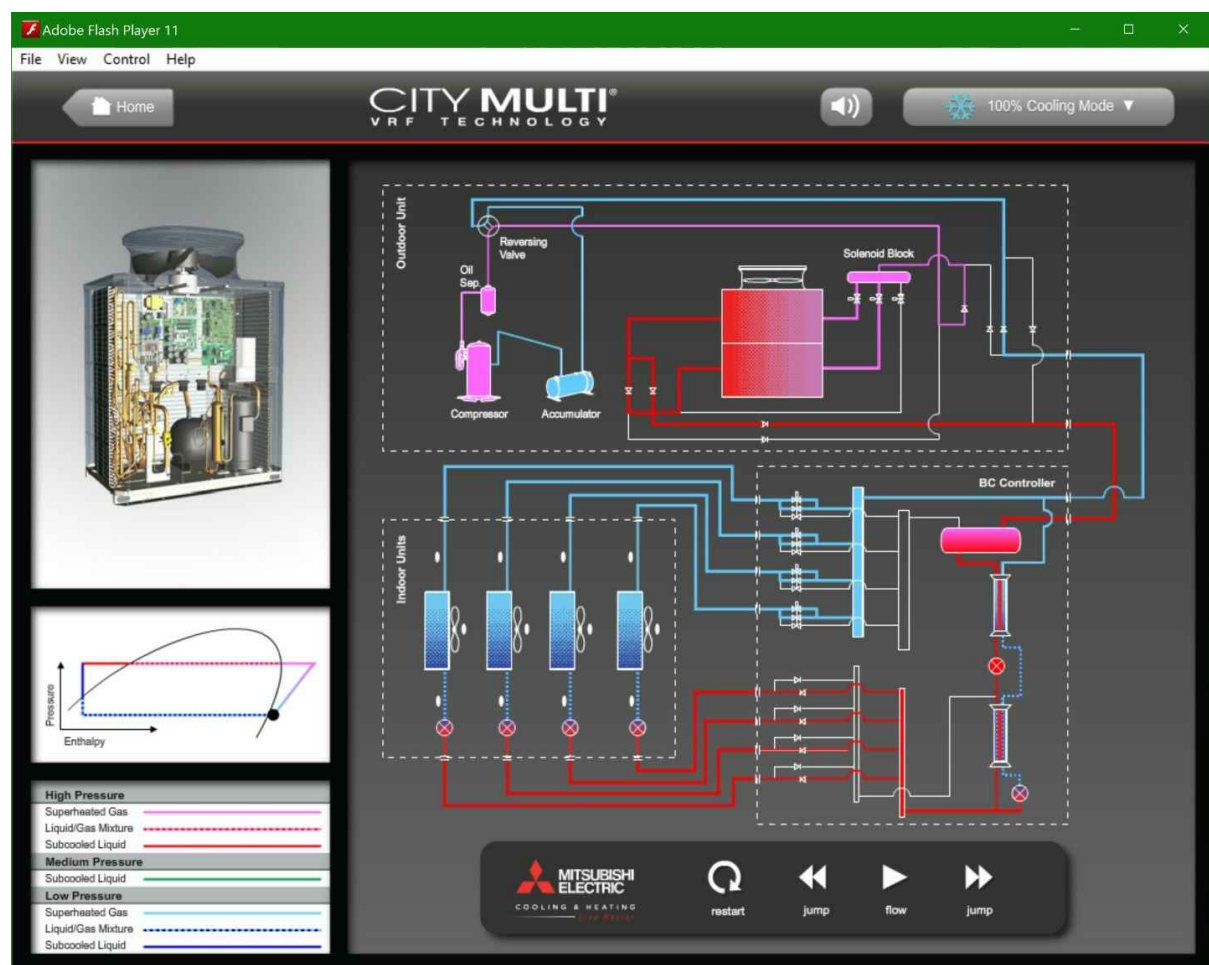 Adobe Flash Player 11
File View Control Help
Home
CITY MULTI®
VRF TECHNOLOGY
100% Cooling Mode ▼
Outdoor Unit
Reversing
Valve
Oil
Sep.
Solenoid Block
Compressor
Accumulator
BC Controller
Indoor Units
Pressure
Enthalpy
High Pressure
Superheated Gas
Liquid/Gas Mixture
Subcooled Liquid
Medium Pressure
Subcooled Liquid
Low Pressure
Superheated Gas
Liquid/Gas Mixture
Subcooled Liquid
MITSUBISHI
ELECTRIC
COOLING & HEATING
Live Better
restart
jump
flow
jump